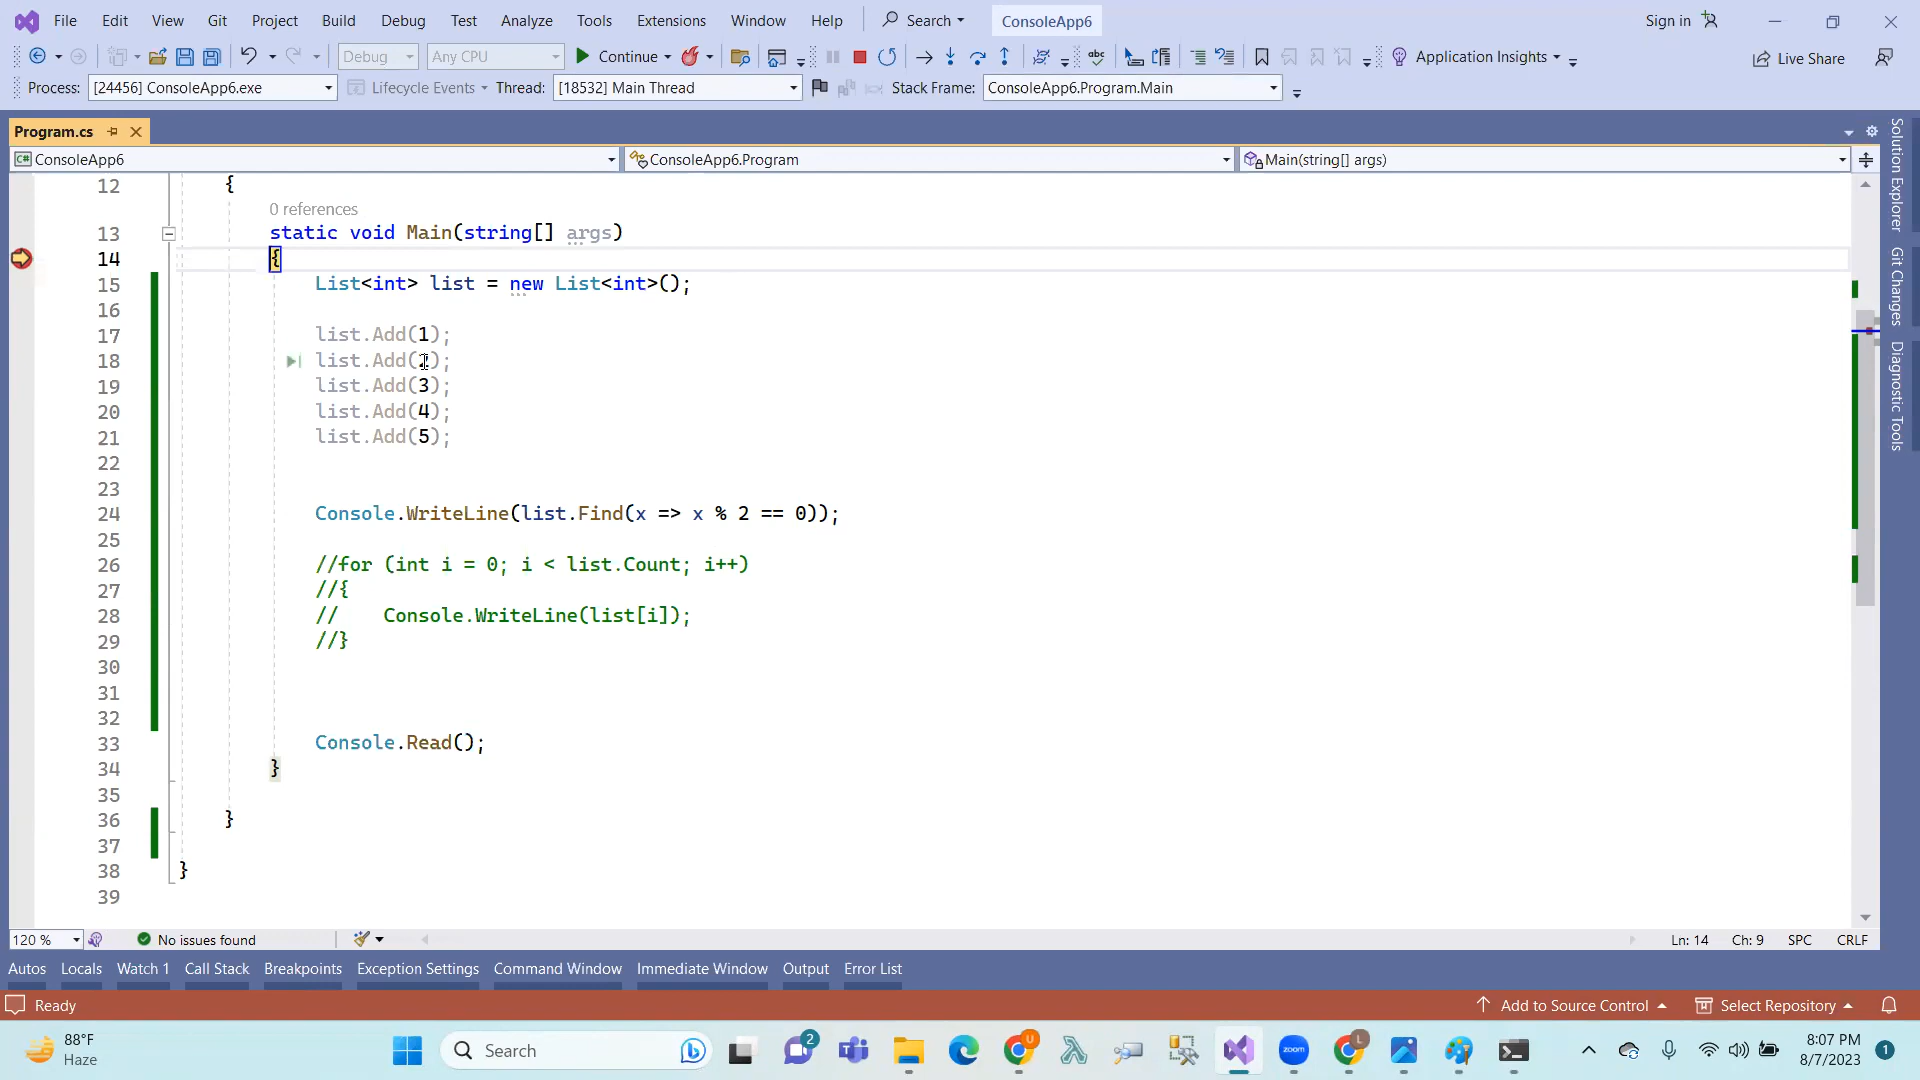 File Edit View Git Project Build Debug Test Analyze Tools Extensions Window Help Search ConsoleApp6 Sign in
Debug Any CPU Continue abc Application Insights Live Share
Process: [24456] ConsoleApp6.exe Lifecycle Events Thread: [18532] Main Thread Stack Frame: ConsoleApp6.Program.Main
Program.cs
C# ConsoleApp6 ConsoleApp6.Program Main(string[] args)
Solution Explorer
Git Changes
Diagnostic Tools
12 {
0 references
13 static void Main(string[] args)
14 {
15 List<int> list = new List<int>();
16
17 list.Add(1);
18 list.Add(2);
19 list.Add(3);
20 list.Add(4);
21 list.Add(5);
22
23
24 Console.WriteLine(list.Find(x => x % 2 == 0));
25
26 //for (int i = 0; i < list.Count; i++)
27 //{
28 // Console.WriteLine(list[i]);
29 //}
30
31
32
33 Console.Read();
34 }
35
36 }
37
38 }
39
120 % No issues found Ln: 14 Ch: 9 SPC CRLF
Autos Locals Watch 1 Call Stack Breakpoints Exception Settings Command Window Immediate Window Output Error List
Ready Add to Source Control Select Repository
88°F
Haze
Search
2
U
zoom
L
8:07 PM
8/7/2023
1